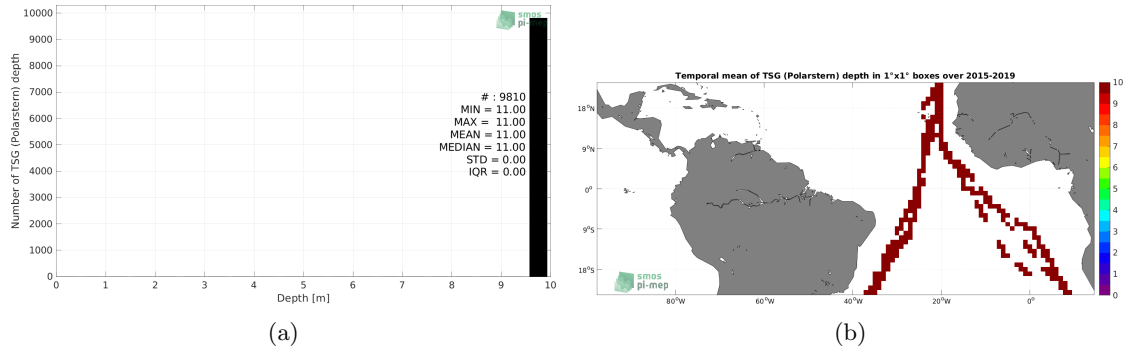 10000
9000
8000
7000
6000
5000
4000
3000
2000
1000
0
Number of TSG (Polarstern) depth
smos
pi-mep
# : 9810
MIN = 11.00
MAX = 11.00
MEAN = 11.00
MEDIAN = 11.00
STD = 0.00
IQR = 0.00
0 1 2 3 4 5 6 7 8 9 10
Depth [m]
(a)
Temporal mean of TSG (Polarstern) depth in 1°x1° boxes over 2015-2019
18°N
9°N
0°
9°S
18°S
80°W 60°W 40°W 20°W 0°
smos
pi-mep
10
9
8
7
6
5
4
3
2
1
0
(b)